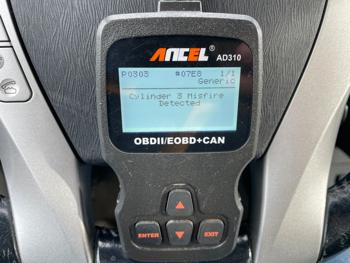 ANCEL®
AD310
P0303 $07E8 1/1
Generic
Cylinder 3 Misfire
Detected
OBDII/EOBD+CAN
ENTER
EXIT